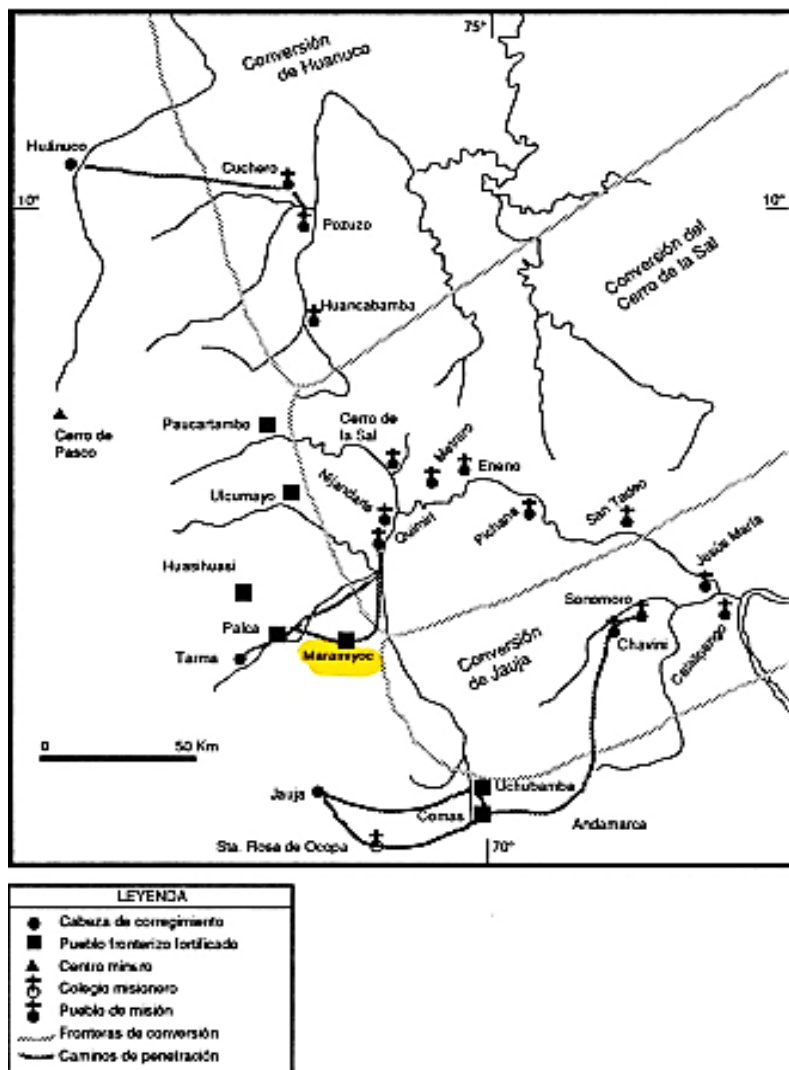 75°
Conversión
de Huanuco
Huánuco
Cuchero
10°
10°
Pozuzo
Conversión del
Cerro de la Sal
Huancabamba
Cerro de
Pasco
Paucartambo
Cerro de
la Sal
Metraro
Eneno
Ulcumayo
Nijandaris
Quimiri
Pichana
San Tadeo
Huasihuasi
Jesús María
Sonomoro
Palca
Chavini
Tarma
Conversión
de Jauja
0
50 Km
Jauja
Uchubamba
Comas
Andamarca
Sta. Rosa de Ocopa
70°
LEYENDA
Cabeza de corregimiento
Pueblo fronterizo fortificado
Centro minero
Colegio misionero
Pueblo de misión
Fronteras de conversión
Caminos de penetración